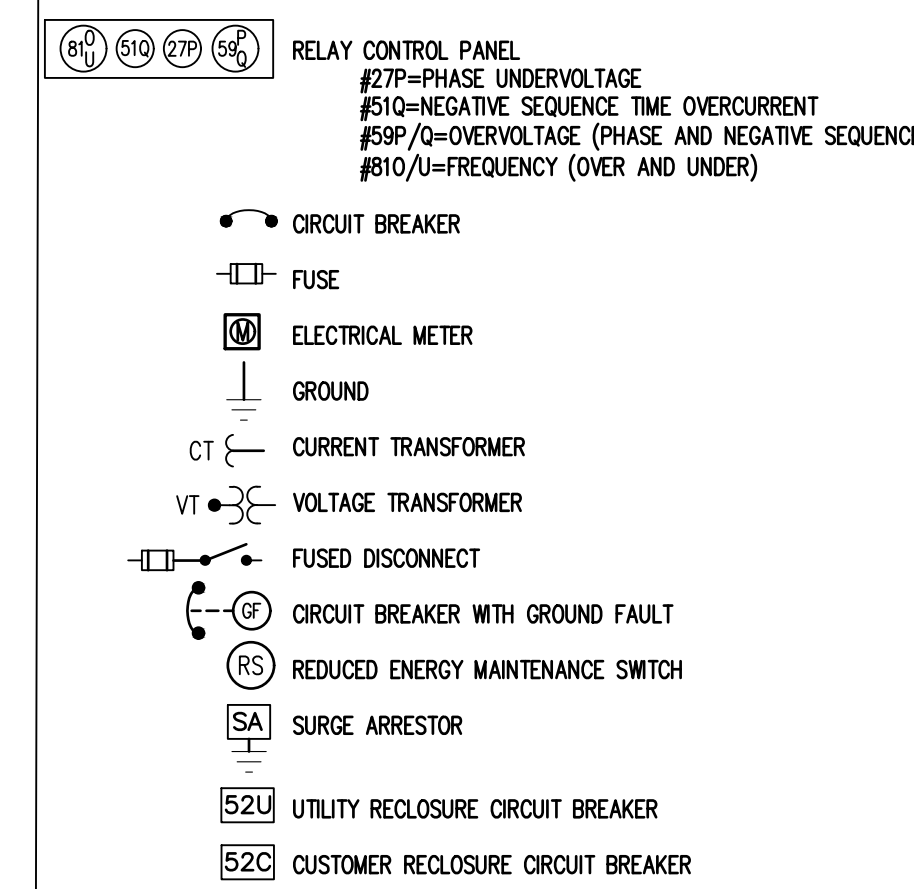 81O/U 51Q 27P 59P/Q RELAY CONTROL PANEL
#27P=PHASE UNDERVOLTAGE
#51Q=NEGATIVE SEQUENCE TIME OVERCURRENT
#59P/Q=OVERVOLTAGE (PHASE AND NEGATIVE SEQUENCE
#81O/U=FREQUENCY (OVER AND UNDER)
CIRCUIT BREAKER
FUSE
M ELECTRICAL METER
GROUND
CT CURRENT TRANSFORMER
VT VOLTAGE TRANSFORMER
FUSED DISCONNECT
GF CIRCUIT BREAKER WITH GROUND FAULT
RS REDUCED ENERGY MAINTENANCE SWITCH
SA SURGE ARRESTOR
52U UTILITY RECLOSURE CIRCUIT BREAKER
52C CUSTOMER RECLOSURE CIRCUIT BREAKER